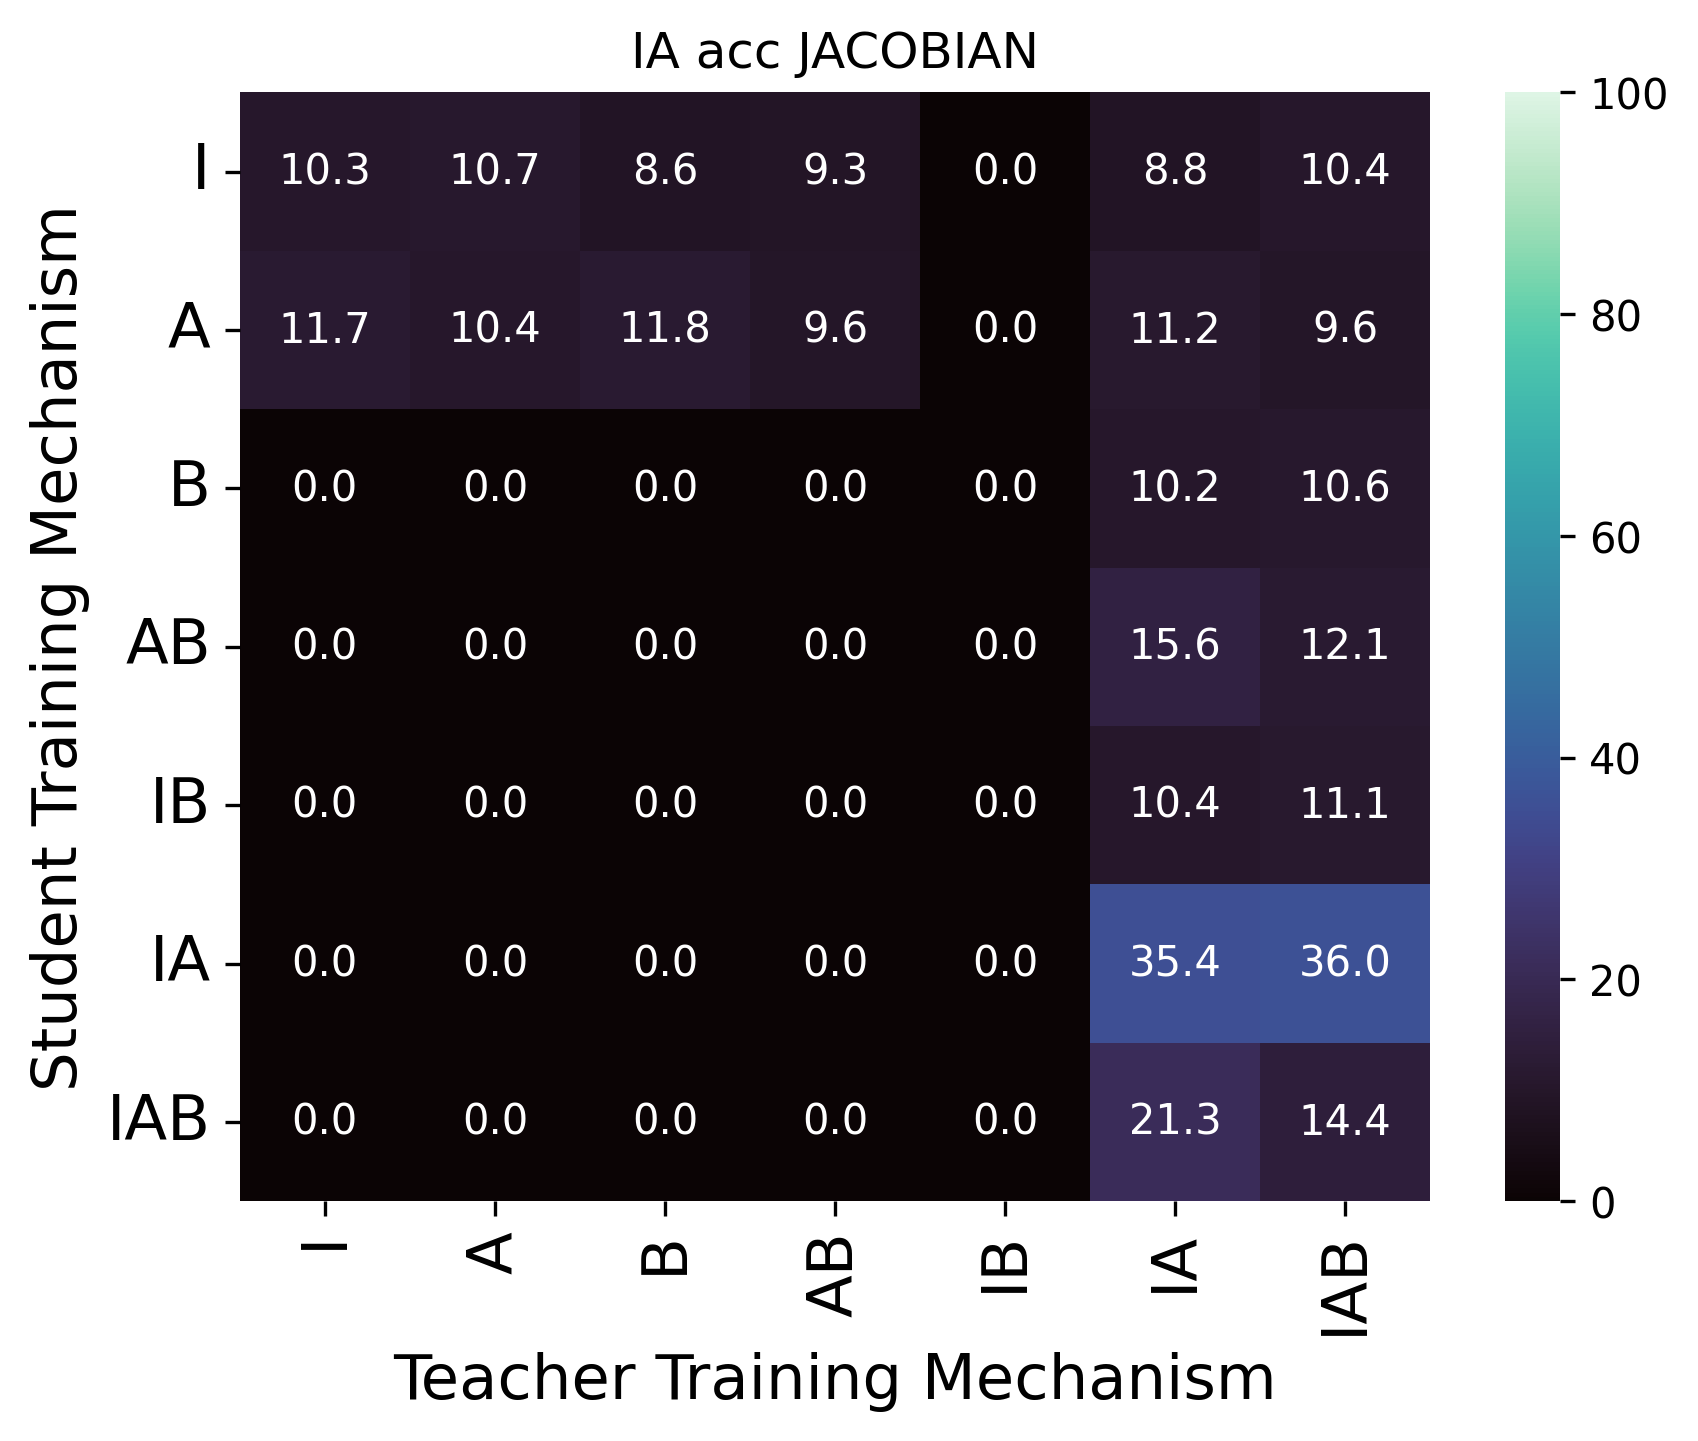 IA acc JACOBIAN
Student Training Mechanism
I 10.3 10.7 8.6 9.3 0.0 8.8 10.4
A 11.7 10.4 11.8 9.6 0.0 11.2 9.6
B 0.0 0.0 0.0 0.0 0.0 10.2 10.6
AB 0.0 0.0 0.0 0.0 0.0 15.6 12.1
IB 0.0 0.0 0.0 0.0 0.0 10.4 11.1
IA 0.0 0.0 0.0 0.0 0.0 35.4 36.0
IAB 0.0 0.0 0.0 0.0 0.0 21.3 14.4
I A B AB IB IA IAB
Teacher Training Mechanism
100
80
60
40
20
0